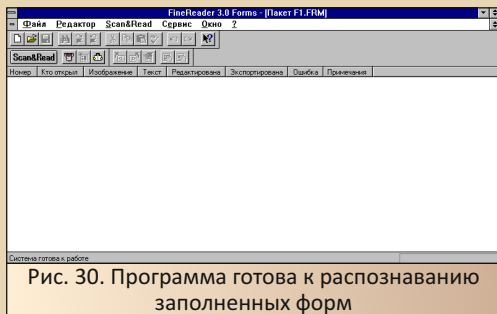 FineReader 3.0 Forms - [Пакет F1.FRM]
Файл Редактор Scan&Read Сервис Окно ?
Scan&Read
Номер Кто открыл Изображение Текст Редактирована Экспортирована Ошибка Примечания
Система готова к работе
Рис. 30. Программа готова к распознаванию
заполненных форм